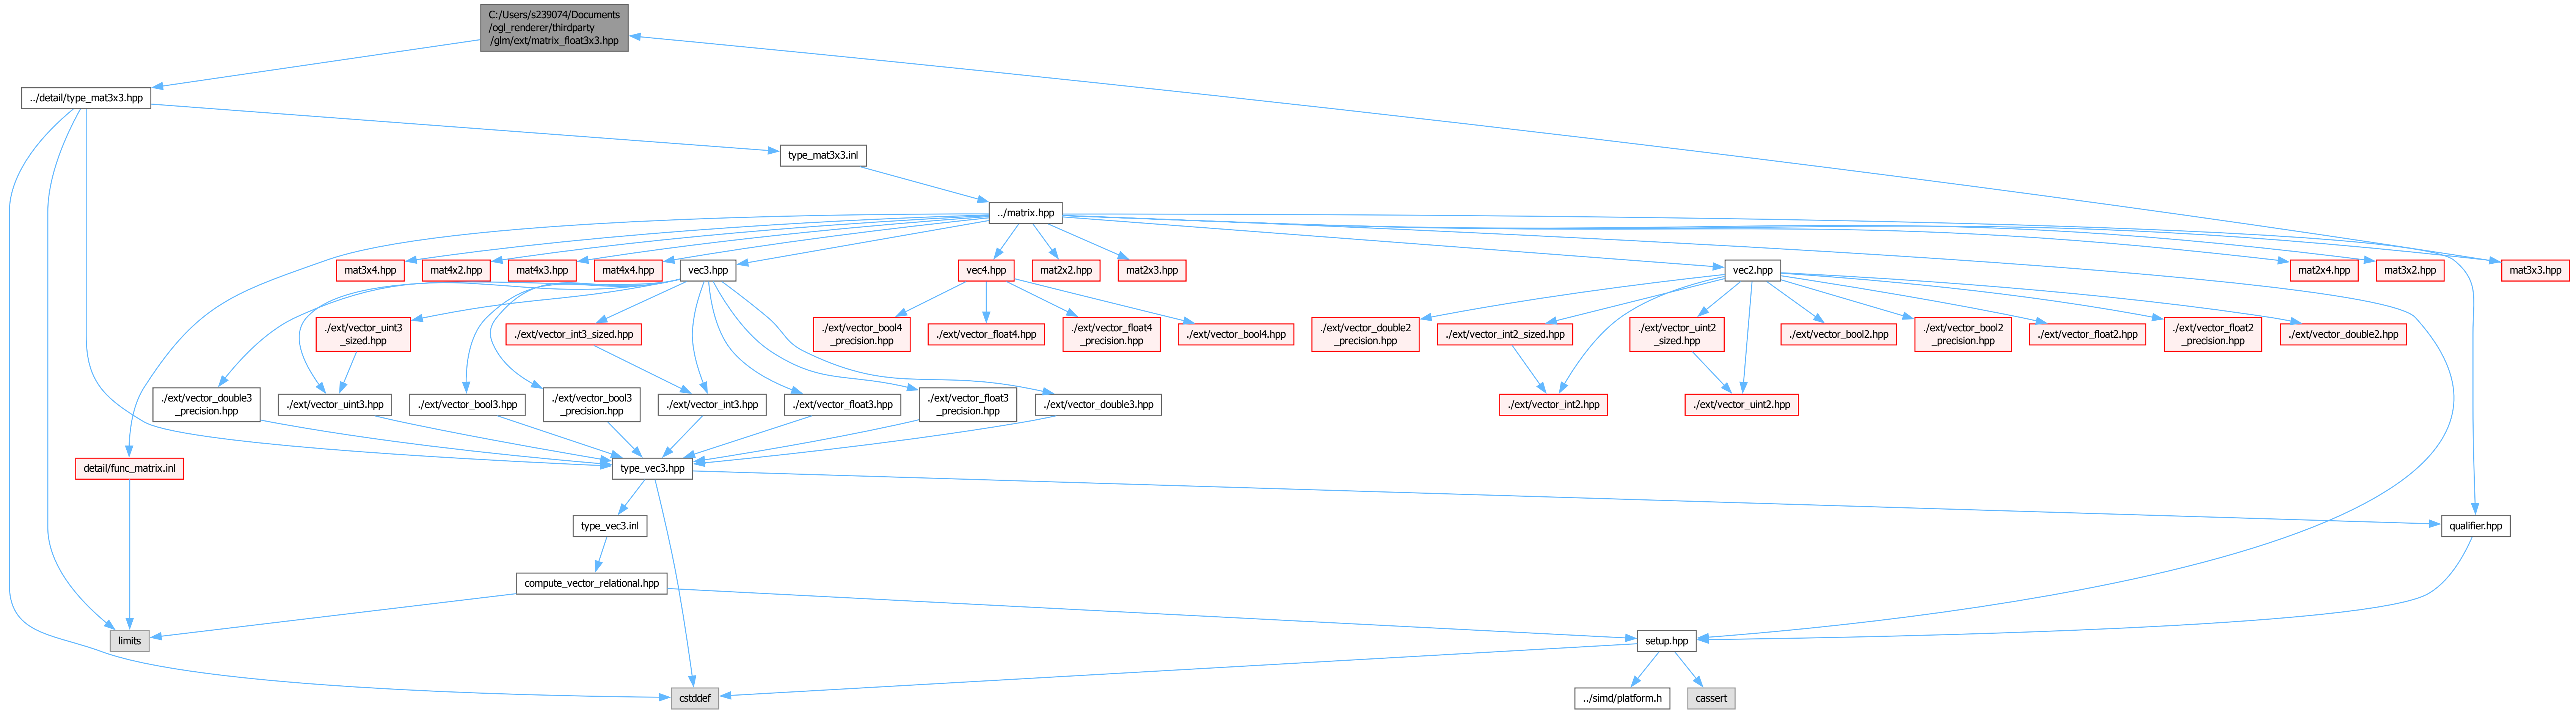 C:/Users/s239074/Documents
/ogl_renderer/thirdparty
/glm/ext/matrix_float3x3.hpp
../detail/type_mat3x3.hpp
type_mat3x3.inl
../matrix.hpp
mat3x4.hpp
mat4x2.hpp
mat4x3.hpp
mat4x4.hpp
vec3.hpp
vec4.hpp
mat2x2.hpp
mat2x3.hpp
vec2.hpp
mat2x4.hpp
mat3x2.hpp
mat3x3.hpp
./ext/vector_uint3
_sized.hpp
./ext/vector_int3_sized.hpp
./ext/vector_bool4
_precision.hpp
./ext/vector_float4.hpp
./ext/vector_float4
_precision.hpp
./ext/vector_bool4.hpp
./ext/vector_double2
_precision.hpp
./ext/vector_int2_sized.hpp
./ext/vector_uint2
_sized.hpp
./ext/vector_bool2.hpp
./ext/vector_bool2
_precision.hpp
./ext/vector_float2.hpp
./ext/vector_float2
_precision.hpp
./ext/vector_double2.hpp
./ext/vector_double3
_precision.hpp
./ext/vector_uint3.hpp
./ext/vector_bool3.hpp
./ext/vector_bool3
_precision.hpp
./ext/vector_int3.hpp
./ext/vector_float3.hpp
./ext/vector_float3
_precision.hpp
./ext/vector_double3.hpp
./ext/vector_int2.hpp
./ext/vector_uint2.hpp
detail/func_matrix.inl
type_vec3.hpp
type_vec3.inl
qualifier.hpp
compute_vector_relational.hpp
limits
setup.hpp
cstddef
../simd/platform.h
cassert